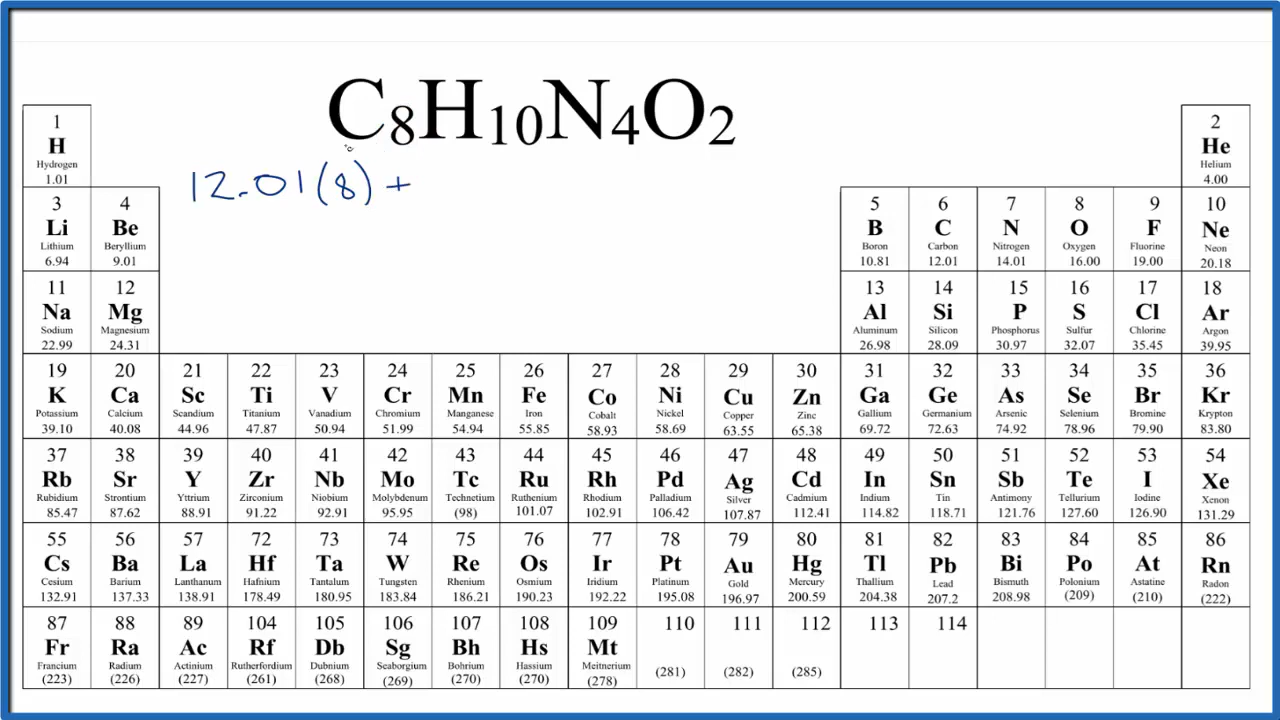 C₈H₁₀N₄O₂
12.01(8) +
1 2
H He
Hydrogen Helium
1.01 4.00
3 4 5 6 7 8 9 10
Li Be B C N O F Ne
Lithium Beryllium Boron Carbon Nitrogen Oxygen Fluorine Neon
6.94 9.01 10.81 12.01 14.01 16.00 19.00 20.18
11 12 13 14 15 16 17 18
Na Mg Al Si P S Cl Ar
Sodium Magnesium Aluminum Silicon Phosphorus Sulfur Chlorine Argon
22.99 24.31 26.98 28.09 30.97 32.07 35.45 39.95
19 20 21 22 23 24 25 26 27 28 29 30 31 32 33 34 35 36
K Ca Sc Ti V Cr Mn Fe Co Ni Cu Zn Ga Ge As Se Br Kr
Potassium Calcium Scandium Titanium Vanadium Chromium Manganese Iron Cobalt Nickel Copper Zinc Gallium Germanium Arsenic Selenium Bromine Krypton
39.10 40.08 44.96 47.87 50.94 51.99 54.94 55.85 58.93 58.69 63.55 65.38 69.72 72.63 74.92 78.96 79.90 83.80
37 38 39 40 41 42 43 44 45 46 47 48 49 50 51 52 53 54
Rb Sr Y Zr Nb Mo Tc Ru Rh Pd Ag Cd In Sn Sb Te I Xe
Rubidium Strontium Yttrium Zirconium Niobium Molybdenum Technetium Ruthenium Rhodium Palladium Silver Cadmium Indium Tin Antimony Tellurium Iodine Xenon
85.47 87.62 88.91 91.22 92.91 95.95 (98) 101.07 102.91 106.42 107.87 112.41 114.82 118.71 121.76 127.60 126.90 131.29
55 56 57 72 73 74 75 76 77 78 79 80 81 82 83 84 85 86
Cs Ba La Hf Ta W Re Os Ir Pt Au Hg Tl Pb Bi Po At Rn
Cesium Barium Lanthanum Hafnium Tantalum Tungsten Rhenium Osmium Iridium Platinum Gold Mercury Thallium Lead Bismuth Polonium Astatine Radon
132.91 137.33 138.91 178.49 180.95 183.84 186.21 190.23 192.22 195.08 196.97 200.59 204.38 207.2 208.98 (209) (210) (222)
87 88 89 104 105 106 107 108 109 110 111 112 113 114
Fr Ra Ac Rf Db Sg Bh Hs Mt
Francium Radium Actinium Rutherfordium Dubnium Seaborgium Bohrium Hassium Meitnerium
(223) (226) (227) (261) (268) (269) (270) (270) (278) (281) (282) (285)